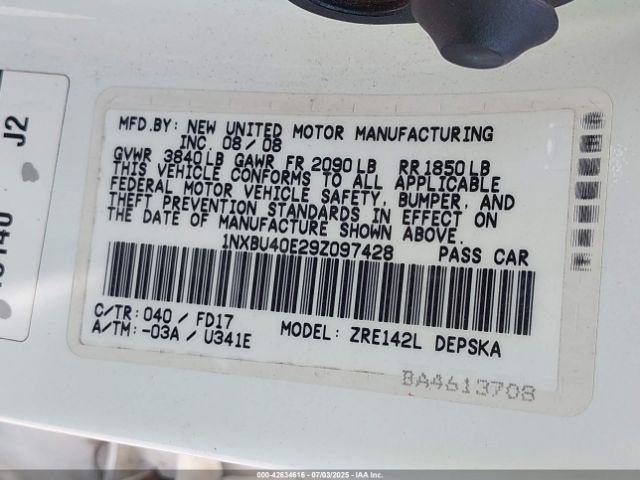 MFD.BY: NEW UNITED MOTOR MANUFACTURING
INC. 08/08
GVWR 3840LB GAWR FR 2090LB RR 1850LB
THIS VEHICLE CONFORMS TO ALL APPLICABLE
FEDERAL MOTOR VEHICLE SAFETY, BUMPER, AND
THEFT PREVENTION STANDARDS IN EFFECT ON
THE DATE OF MANUFACTURE SHOWN ABOVE.
1NXBU40E29Z097428 PASS CAR
C/TR: 040 / FD17
A/TM: -03A / U341E MODEL: ZRE142L DEPSKA
BA4613708
J2
000-42634616 - 07/03/2025 - IAAI.COM